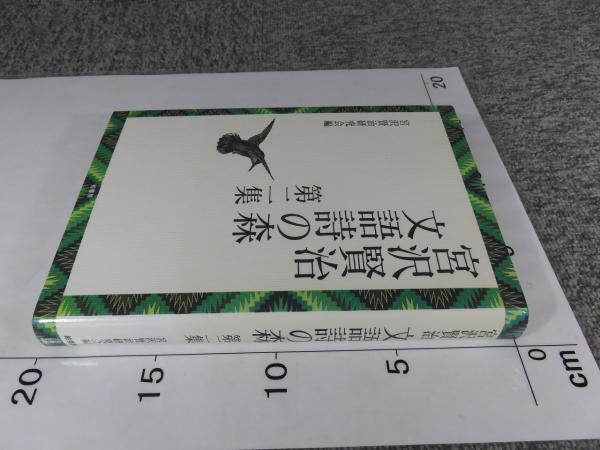 宮沢賢治
文語詩の森
第二集
宮沢賢治研究会編
宮沢賢治 文語詩の森 第二集 宮沢賢治研究会編
20
15
10
5
0
cm
20